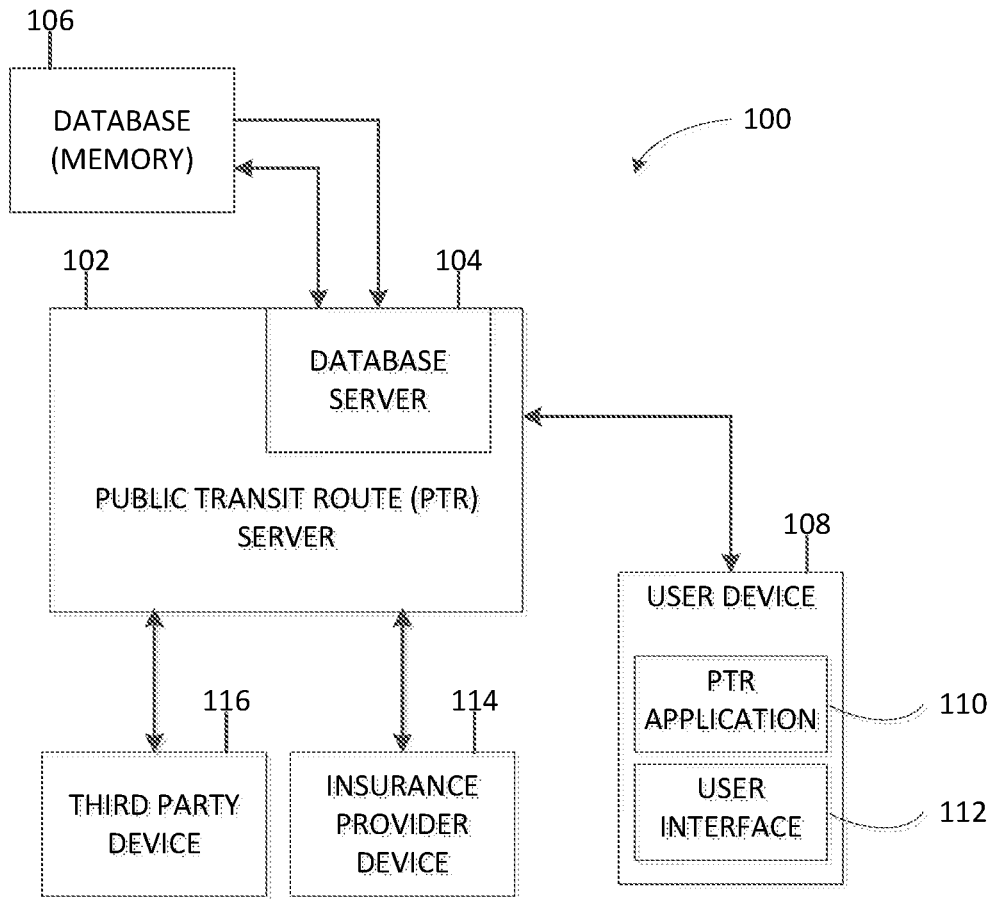 106
DATABASE
(MEMORY)
100
102
104
DATABASE
SERVER
PUBLIC TRANSIT ROUTE (PTR)
SERVER
108
USER DEVICE
PTR
APPLICATION
110
USER
INTERFACE
112
116
THIRD PARTY
DEVICE
114
INSURANCE
PROVIDER
DEVICE